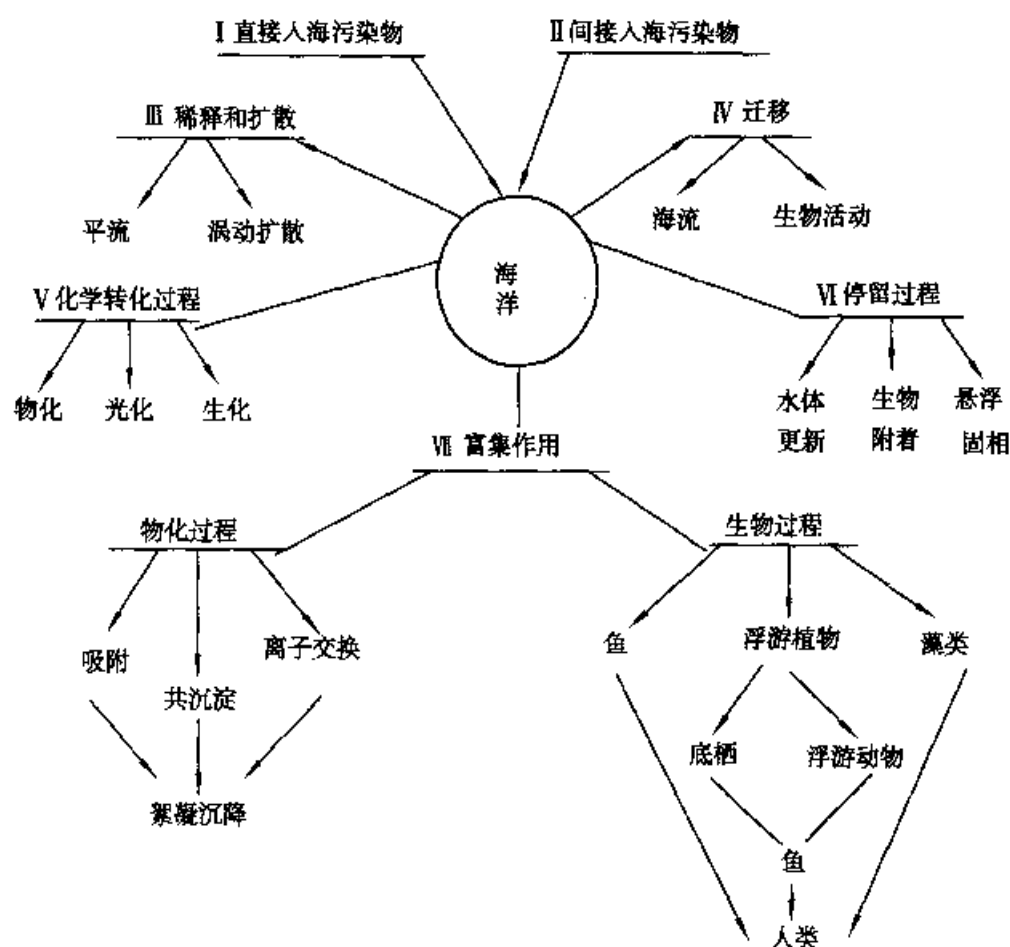 Ⅰ直接入海污染物
Ⅱ间接入海污染物
Ⅲ 稀释和扩散
Ⅳ 迁移
平流
涡动扩散
海流
生物活动
海
洋
Ⅴ化学转化过程
Ⅵ停留过程
物化
光化
生化
水体
更新
生物
附着
悬浮
固相
Ⅶ 富集作用
物化过程
生物过程
吸附
共沉淀
离子交换
絮凝沉降
鱼
浮游植物
藻类
底栖
浮游动物
鱼
人类